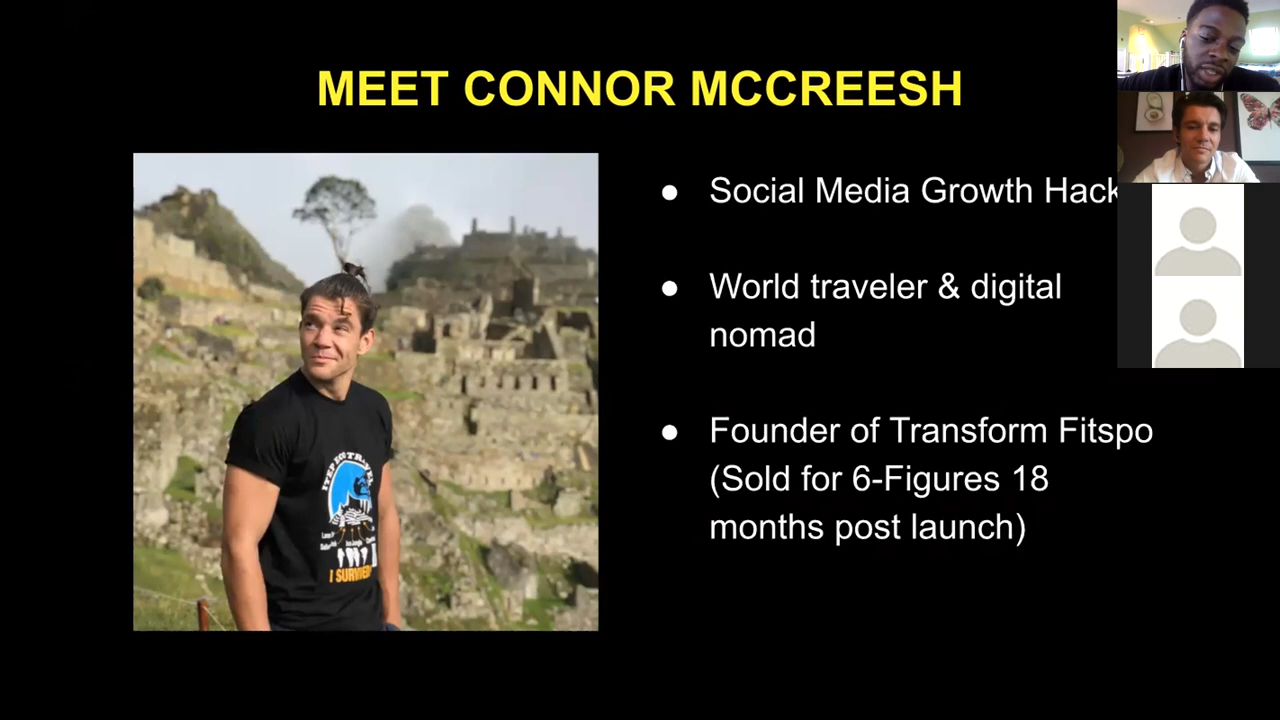 MEET CONNOR MCCREESH
● Social Media Growth Hack
● World traveler & digital
nomad
● Founder of Transform Fitspo
(Sold for 6-Figures 18
months post launch)
I SURVIVED